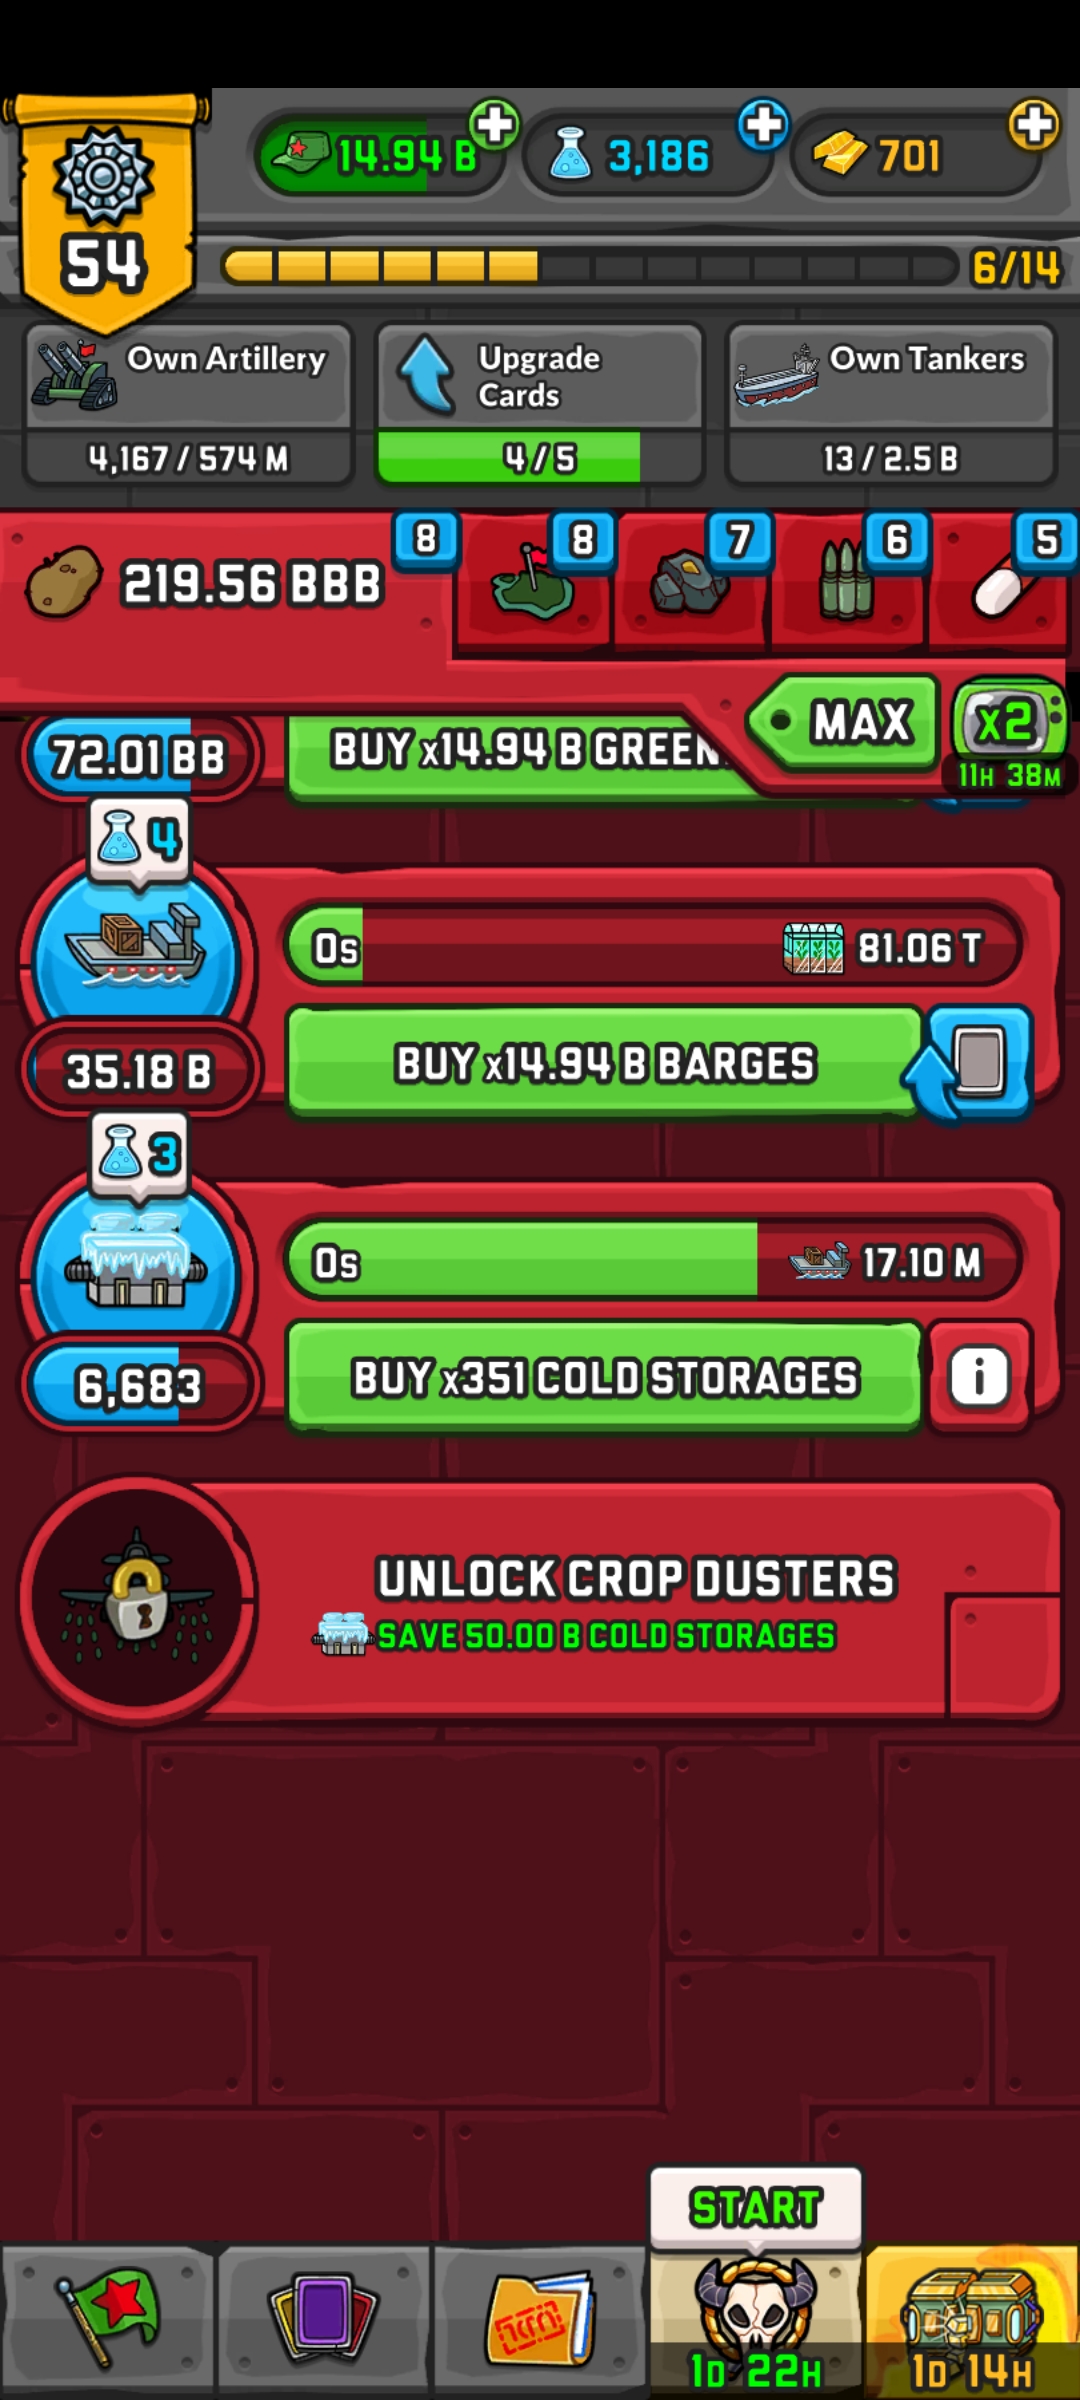 54
14.94 B
3,186
701
6/14
Own Artillery
4,167 / 574 M
Upgrade
Cards
4 / 5
Own Tankers
13 / 2.5 B
219.56 BBB
8
8
7
6
5
MAX
x2
11H 38M
72.01 BB
BUY x14.94 B GREEN
4
0s
81.06 T
35.18 B
BUY x14.94 B BARGES
3
0s
17.10 M
6,683
BUY x351 COLD STORAGES
i
UNLOCK CROP DUSTERS
SAVE 50.00 B COLD STORAGES
START
1D 22H
1D 14H